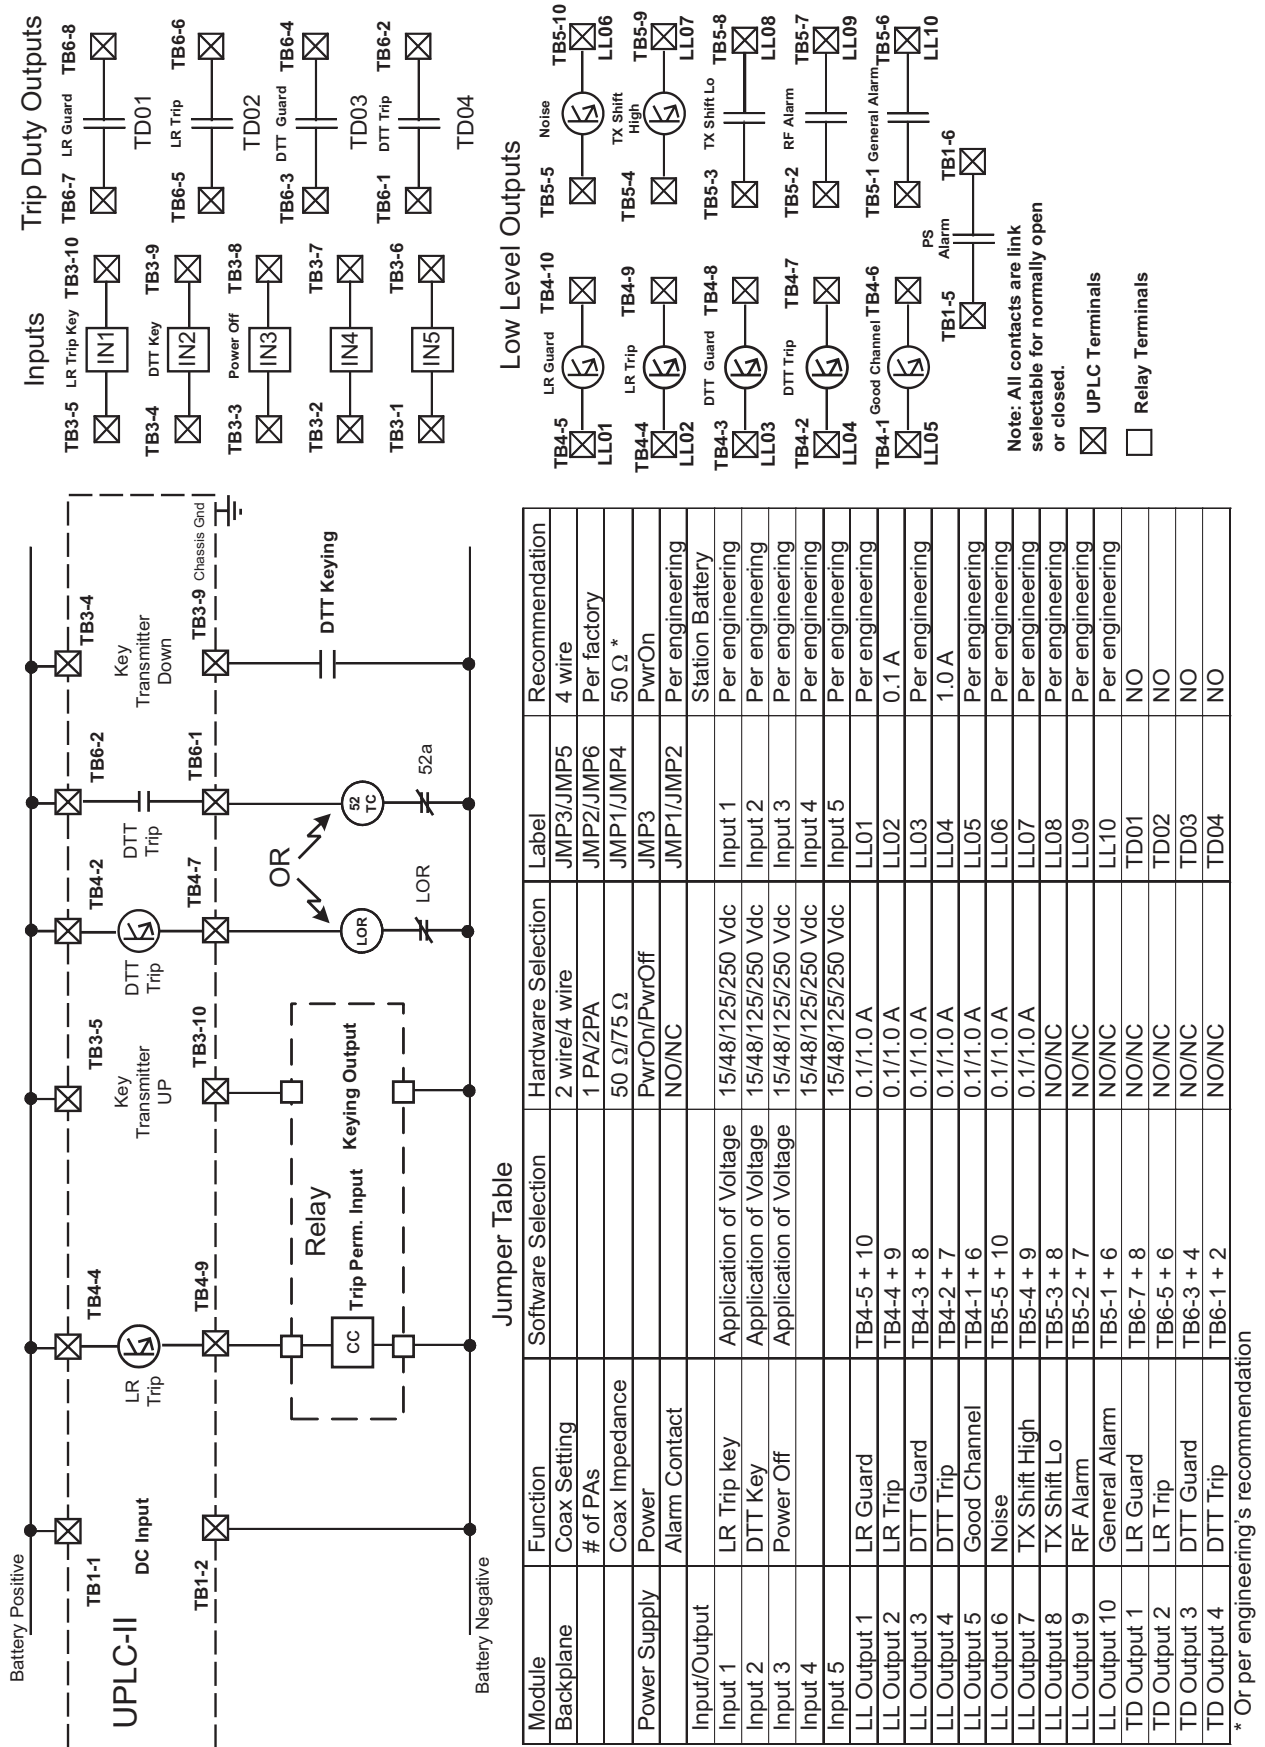 Battery Positive
UPLC-II
TB1-1
DC Input
TB1-2
Battery Negative
TB4-4
LR
Trip
TB4-9
Relay
Trip Perm. Input
Keying Output
CC
TB3-5
Key
Transmitter
UP
TB3-10
TB4-2
DTT
Trip
TB4-7
OR
LOR
LOR
TB6-2
DTT
Trip
TB6-1
52
TC
52a
TB3-4
Key
Transmitter
Down
TB3-9 Chassis Gnd
DTT Keying
Inputs
TB3-5 LR Trip Key TB3-10
IN1
TB3-4 DTT Key TB3-9
IN2
TB3-3 Power Off TB3-8
IN3
TB3-2 TB3-7
IN4
TB3-1 TB3-6
IN5
Trip Duty Outputs
TB6-7 LR Guard TB6-8
TD01
TB6-5 LR Trip TB6-6
TD02
TB6-3 DTT Guard TB6-4
TD03
TB6-1 DTT Trip TB6-2
TD04
Low Level Outputs
TB4-5 LR Guard TB4-10
LL01
TB4-4 LR Trip TB4-9
LL02
TB4-3 DTT Guard TB4-8
LL03
TB4-2 DTT Trip TB4-7
LL04
TB4-1 Good Channel TB4-6
LL05
TB5-5 Noise TB5-10
LL06
TB5-4 TX Shift High TB5-9
LL07
TB5-3 TX Shift Lo TB5-8
LL08
TB5-2 RF Alarm TB5-7
LL09
TB5-1 General Alarm TB5-6
LL10
TB1-5 PS Alarm TB1-6
Note: All contacts are link
selectable for normally open
or closed.
UPLC Terminals
Relay Terminals
Jumper Table
Module Function Software Selection Hardware Selection Label Recommendation
Backplane Coax Setting 2 wire/4 wire JMP3/JMP5 4 wire
# of PAs 1 PA/2PA JMP2/JMP6 Per factory
Coax Impedance 50 Ω/75 Ω JMP1/JMP4 50 Ω *
Power Supply Power PwrOn/PwrOff JMP3 PwrOn
Alarm Contact NO/NC JMP1/JMP2 Per engineering
Input/Output Station Battery
Input 1 LR Trip key Application of Voltage 15/48/125/250 Vdc Input 1 Per engineering
Input 2 DTT Key Application of Voltage 15/48/125/250 Vdc Input 2 Per engineering
Input 3 Power Off Application of Voltage 15/48/125/250 Vdc Input 3 Per engineering
Input 4 15/48/125/250 Vdc Input 4 Per engineering
Input 5 15/48/125/250 Vdc Input 5 Per engineering
LL Output 1 LR Guard TB4-5 + 10 0.1/1.0 A LL01 Per engineering
LL Output 2 LR Trip TB4-4 + 9 0.1/1.0 A LL02 0.1 A
LL Output 3 DTT Guard TB4-3 + 8 0.1/1.0 A LL03 Per engineering
LL Output 4 DTT Trip TB4-2 + 7 0.1/1.0 A LL04 1.0 A
LL Output 5 Good Channel TB4-1 + 6 0.1/1.0 A LL05 Per engineering
LL Output 6 Noise TB5-5 + 10 0.1/1.0 A LL06 Per engineering
LL Output 7 TX Shift High TB5-4 + 9 0.1/1.0 A LL07 Per engineering
LL Output 8 TX Shift Lo TB5-3 + 8 NO/NC LL08 Per engineering
LL Output 9 RF Alarm TB5-2 + 7 NO/NC LL09 Per engineering
LL Output 10 General Alarm TB5-1 + 6 NO/NC LL10 Per engineering
TD Output 1 LR Guard TB6-7 + 8 NO/NC TD01 NO
TD Output 2 LR Trip TB6-5 + 6 NO/NC TD02 NO
TD Output 3 DTT Guard TB6-3 + 4 NO/NC TD03 NO
TD Output 4 DTT Trip TB6-1 + 2 NO/NC TD04 NO
* Or per engineering's recommendation